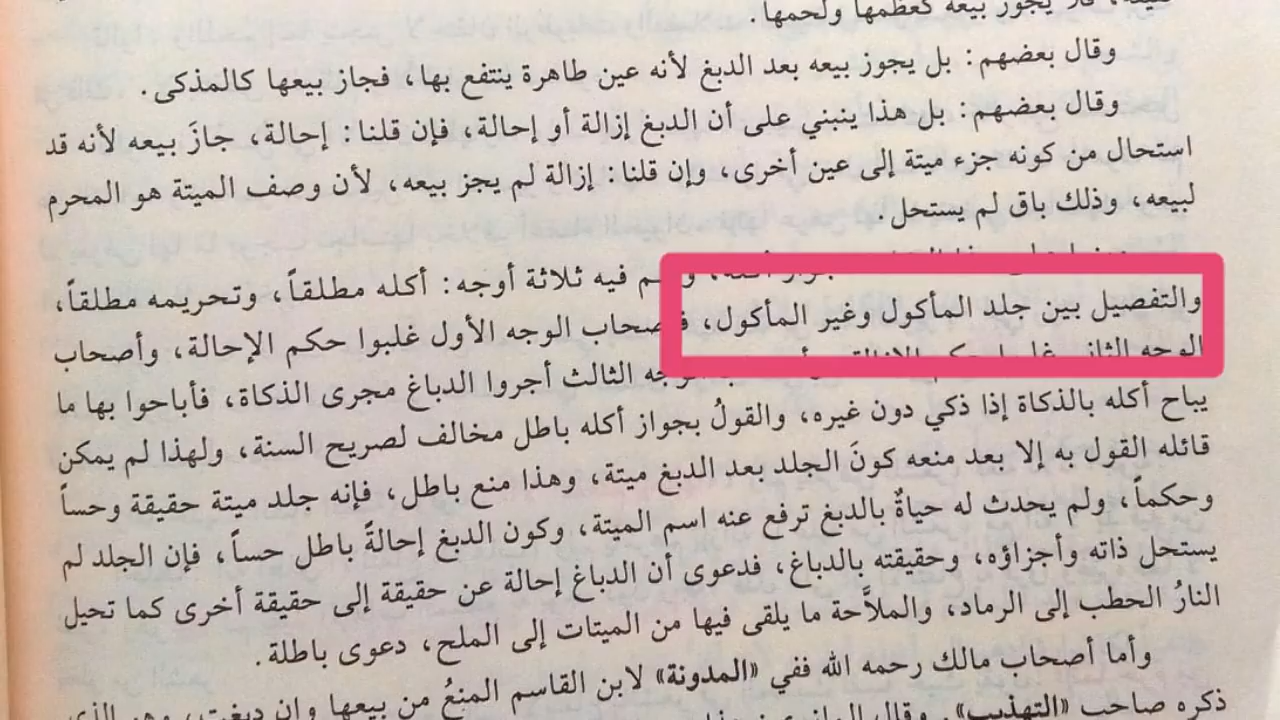 يجوز بيعه كعظمها ولحمها.
وقال بعضهم: بل يجوز بيعه بعد الدبغ لأنه عين طاهرة ينتفع بها، فجاز بيعها كالمذكى.
وقال بعضهم: بل هذا ينبني على أن الدبغ إزالة أو إحالة، فإن قلنا: إحالة، جازَ بيعه لأنه قد
استحال من كونه جزء ميتة إلى عين أخرى، وإن قلنا: إزالة لم يجز بيعه، لأن وصف الميتة هو المحرم
لبيعه، وذلك باق لم يستحل.
فيه ثلاثة أوجه: أكله مطلقاً، وتحريمه مطلقاً،
والتفصيل بين جلد المأكول وغير المأكول، فأصحاب الوجه الأول غلبوا حكم الإحالة، وأصحاب
الوجه الثاني الثالث أجروا الدباغ مجرى الذكاة، فأباحوا بها ما
يباح أكله بالذكاة إذا ذكي دون غيره، والقولُ بجواز أكله باطل مخالف لصريح السنة، ولهذا لم يمكن
قائله القول به إلا بعد منعه كونَ الجلد بعد الدبغ ميتة، وهذا منع باطل، فإنه جلد ميتة حقيقة وحساً
وحكماً، ولم يحدث له حياةٌ بالدبغ ترفع عنه اسم الميتة، وكون الدبغ إحالةً باطل حساً، فإن الجلد لم
يستحل ذاته وأجزاؤه، وحقيقته بالدباغ، فدعوى أن الدباغ إحالة عن حقيقة إلى حقيقة أخرى كما تحيل
النارُ الحطب إلى الرماد، والملاَّحة ما يلقى فيها من الميتات إلى الملح، دعوى باطلة.
وأما أصحاب مالك رحمه الله ففي «المدونة» لابن القاسم المنعُ من بيعها وإن دبغت، وهو الذي
ذكره صاحب «التهذيب». وقال